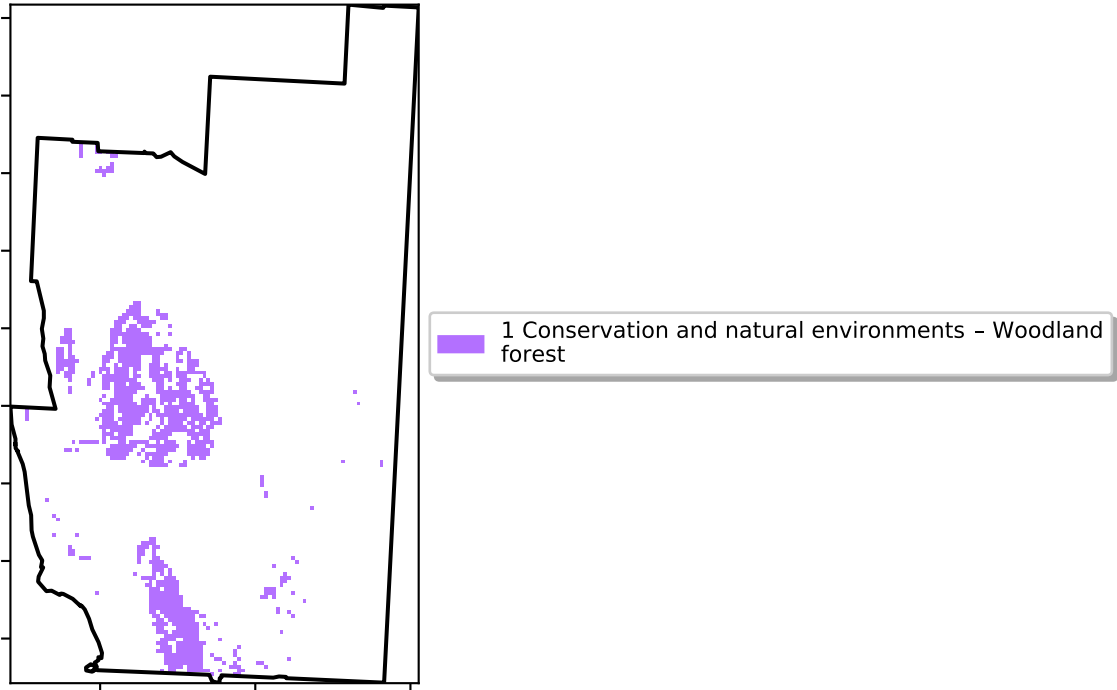 1 Conservation and natural environments – Woodland
forest